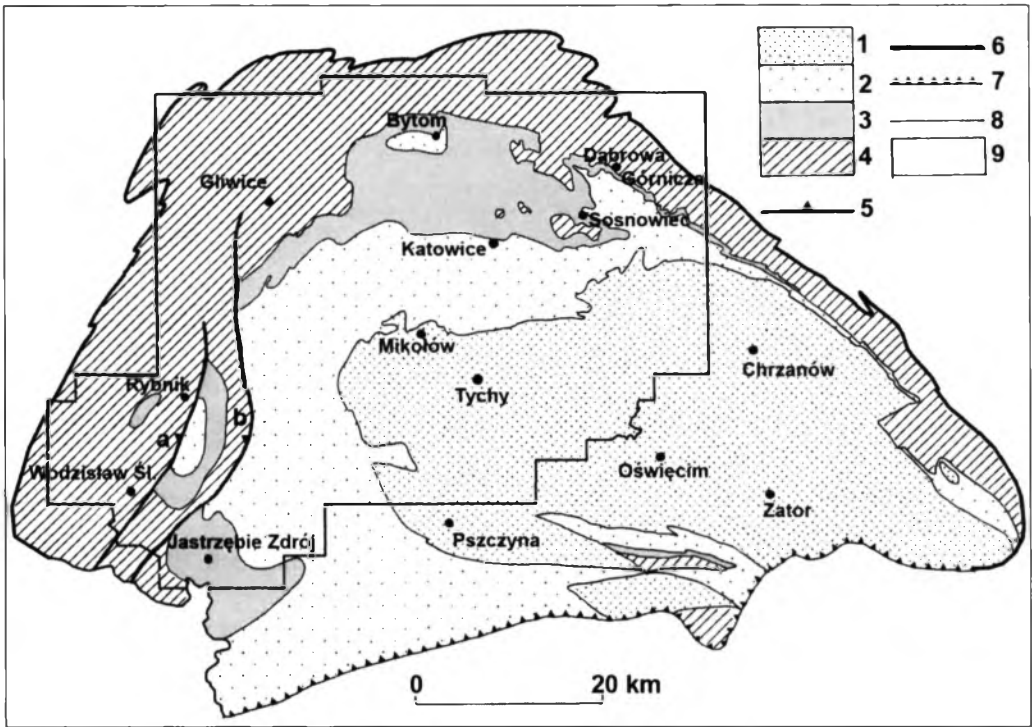 1
6
2
7
3
8
4
9
5
Bytom
Dąbrowa
Górnicza
Gliwice
Sosnowiec
Katowice
Mikołów
Chrzanów
Tychy
Rybnik
a
b
Oświęcim
Wodzisław Śl.
Zator
Pszczyna
Jastrzębie Zdrój
0
20 km